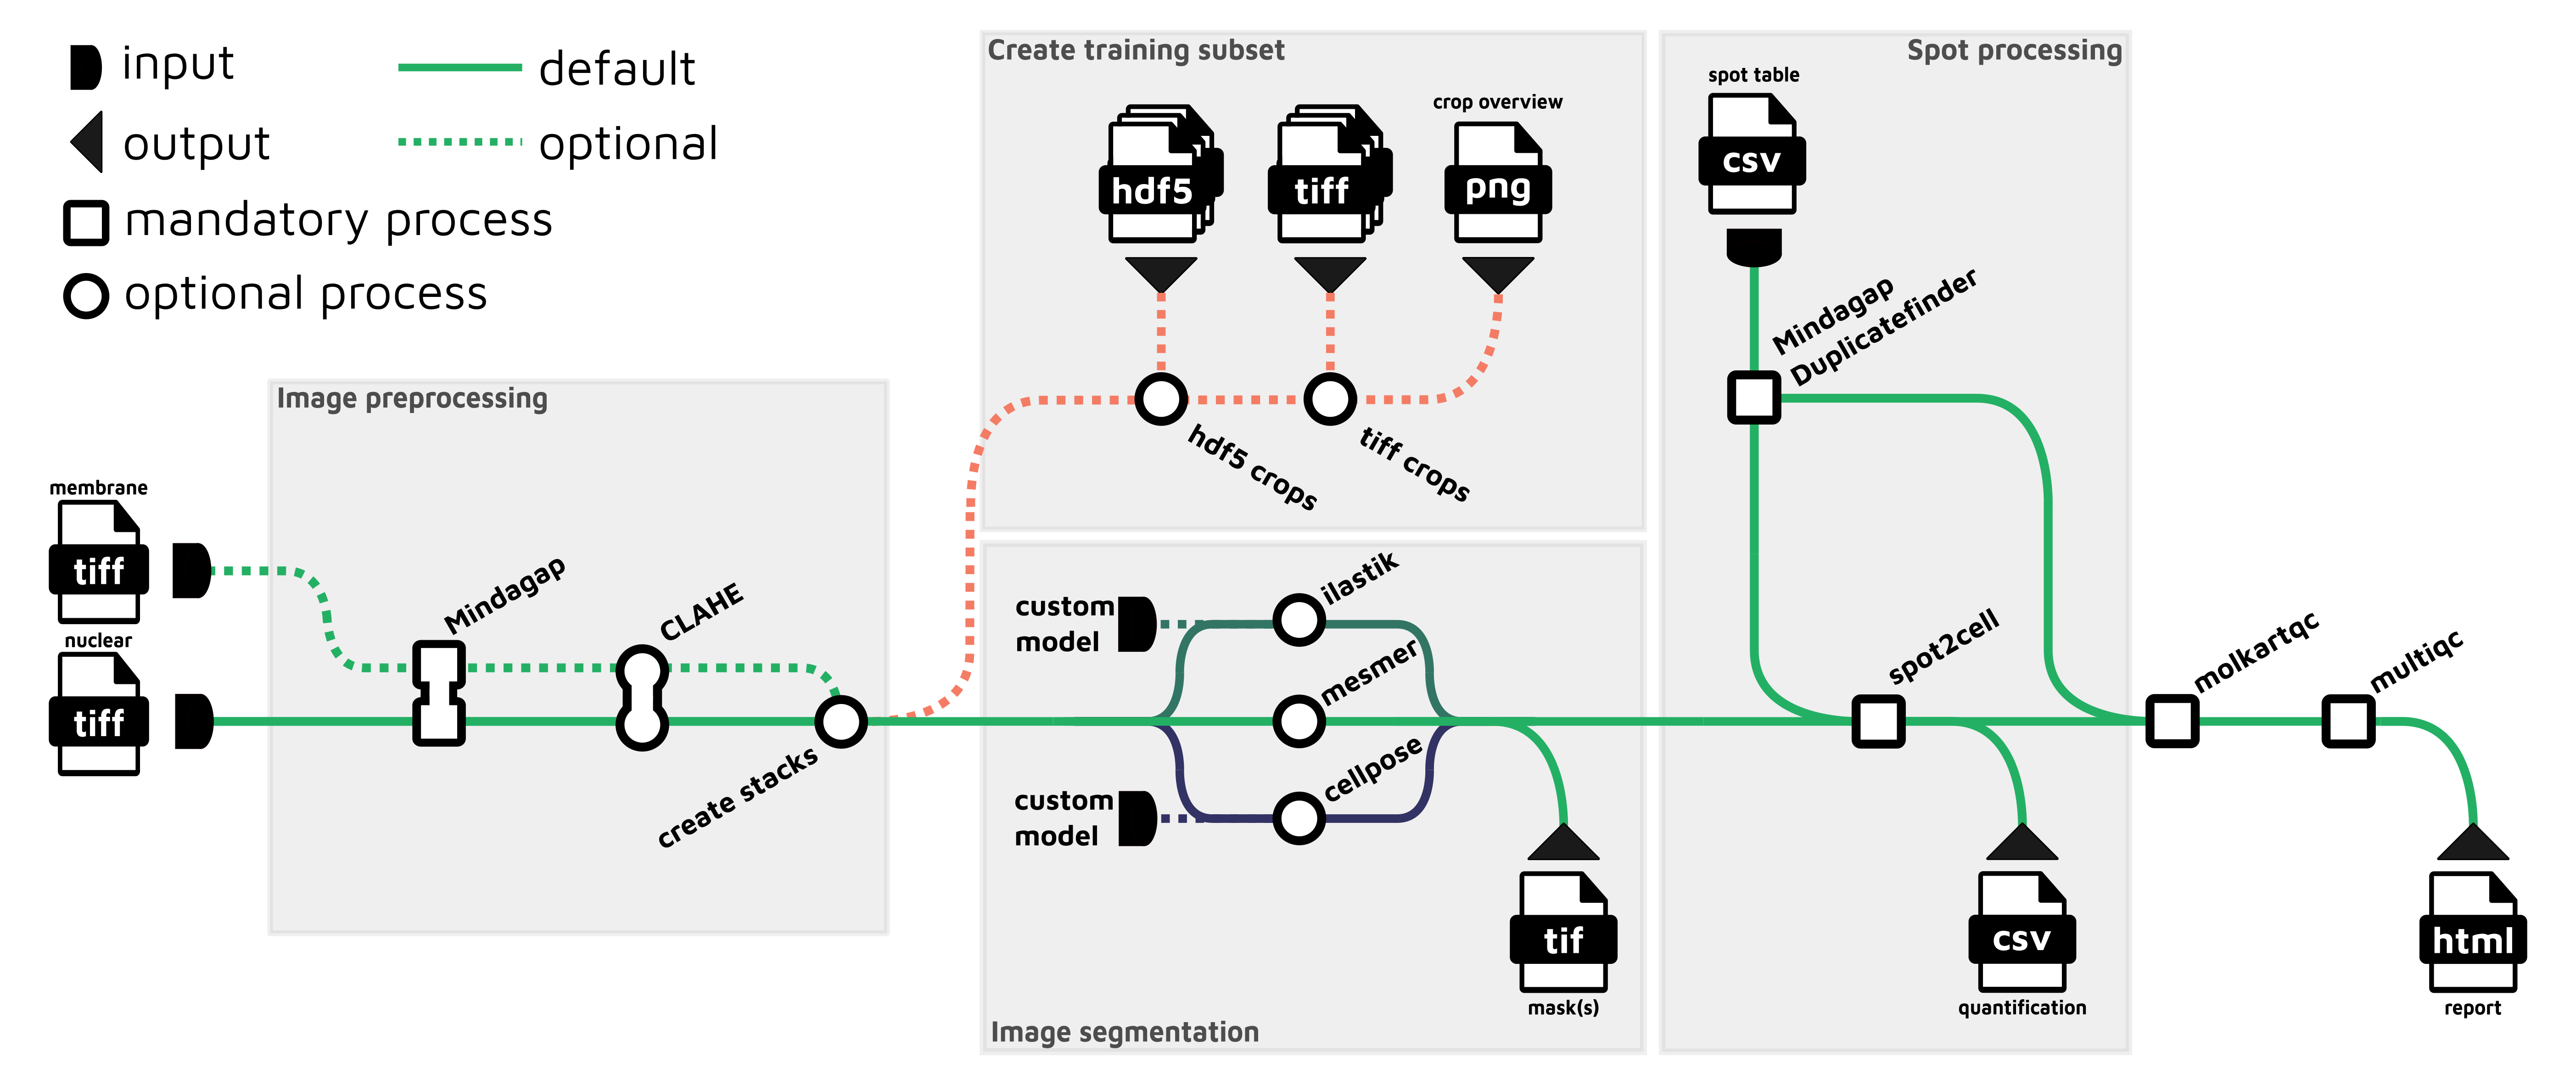 input
default
output
optional
mandatory process
optional process
Create training subset
hdf5
tiff
crop overview
png
hdf5 crops
tiff crops
Spot processing
spot table
csv
Mindagap
Duplicatefinder
Image preprocessing
membrane
tiff
nuclear
tiff
Mindagap
CLAHE
create stacks
custom
model
ilastik
mesmer
custom
model
cellpose
tif
mask(s)
Image segmentation
spot2cell
csv
quantification
molkartqc
multiqc
html
report